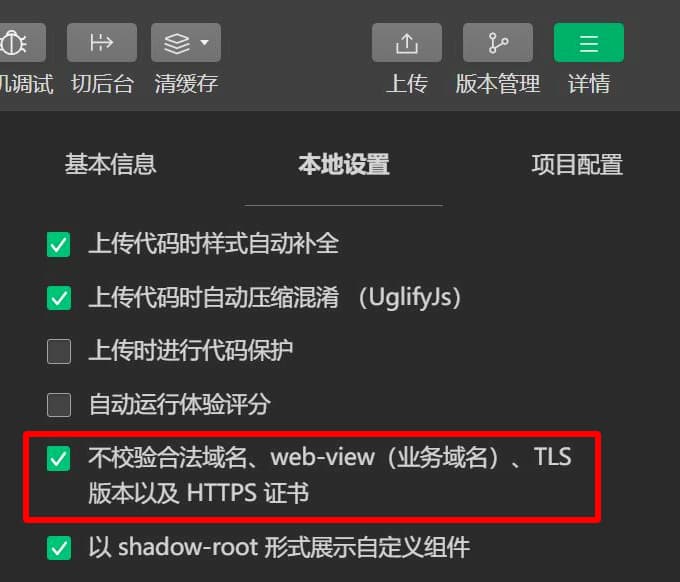 机调试 切后台 清缓存 上传 版本管理 详情
基本信息 本地设置 项目配置
上传代码时样式自动补全
上传代码时自动压缩混淆 （UglifyJs）
上传时进行代码保护
自动运行体验评分
不校验合法域名、web-view（业务域名）、TLS
版本以及 HTTPS 证书
以 shadow-root 形式展示自定义组件